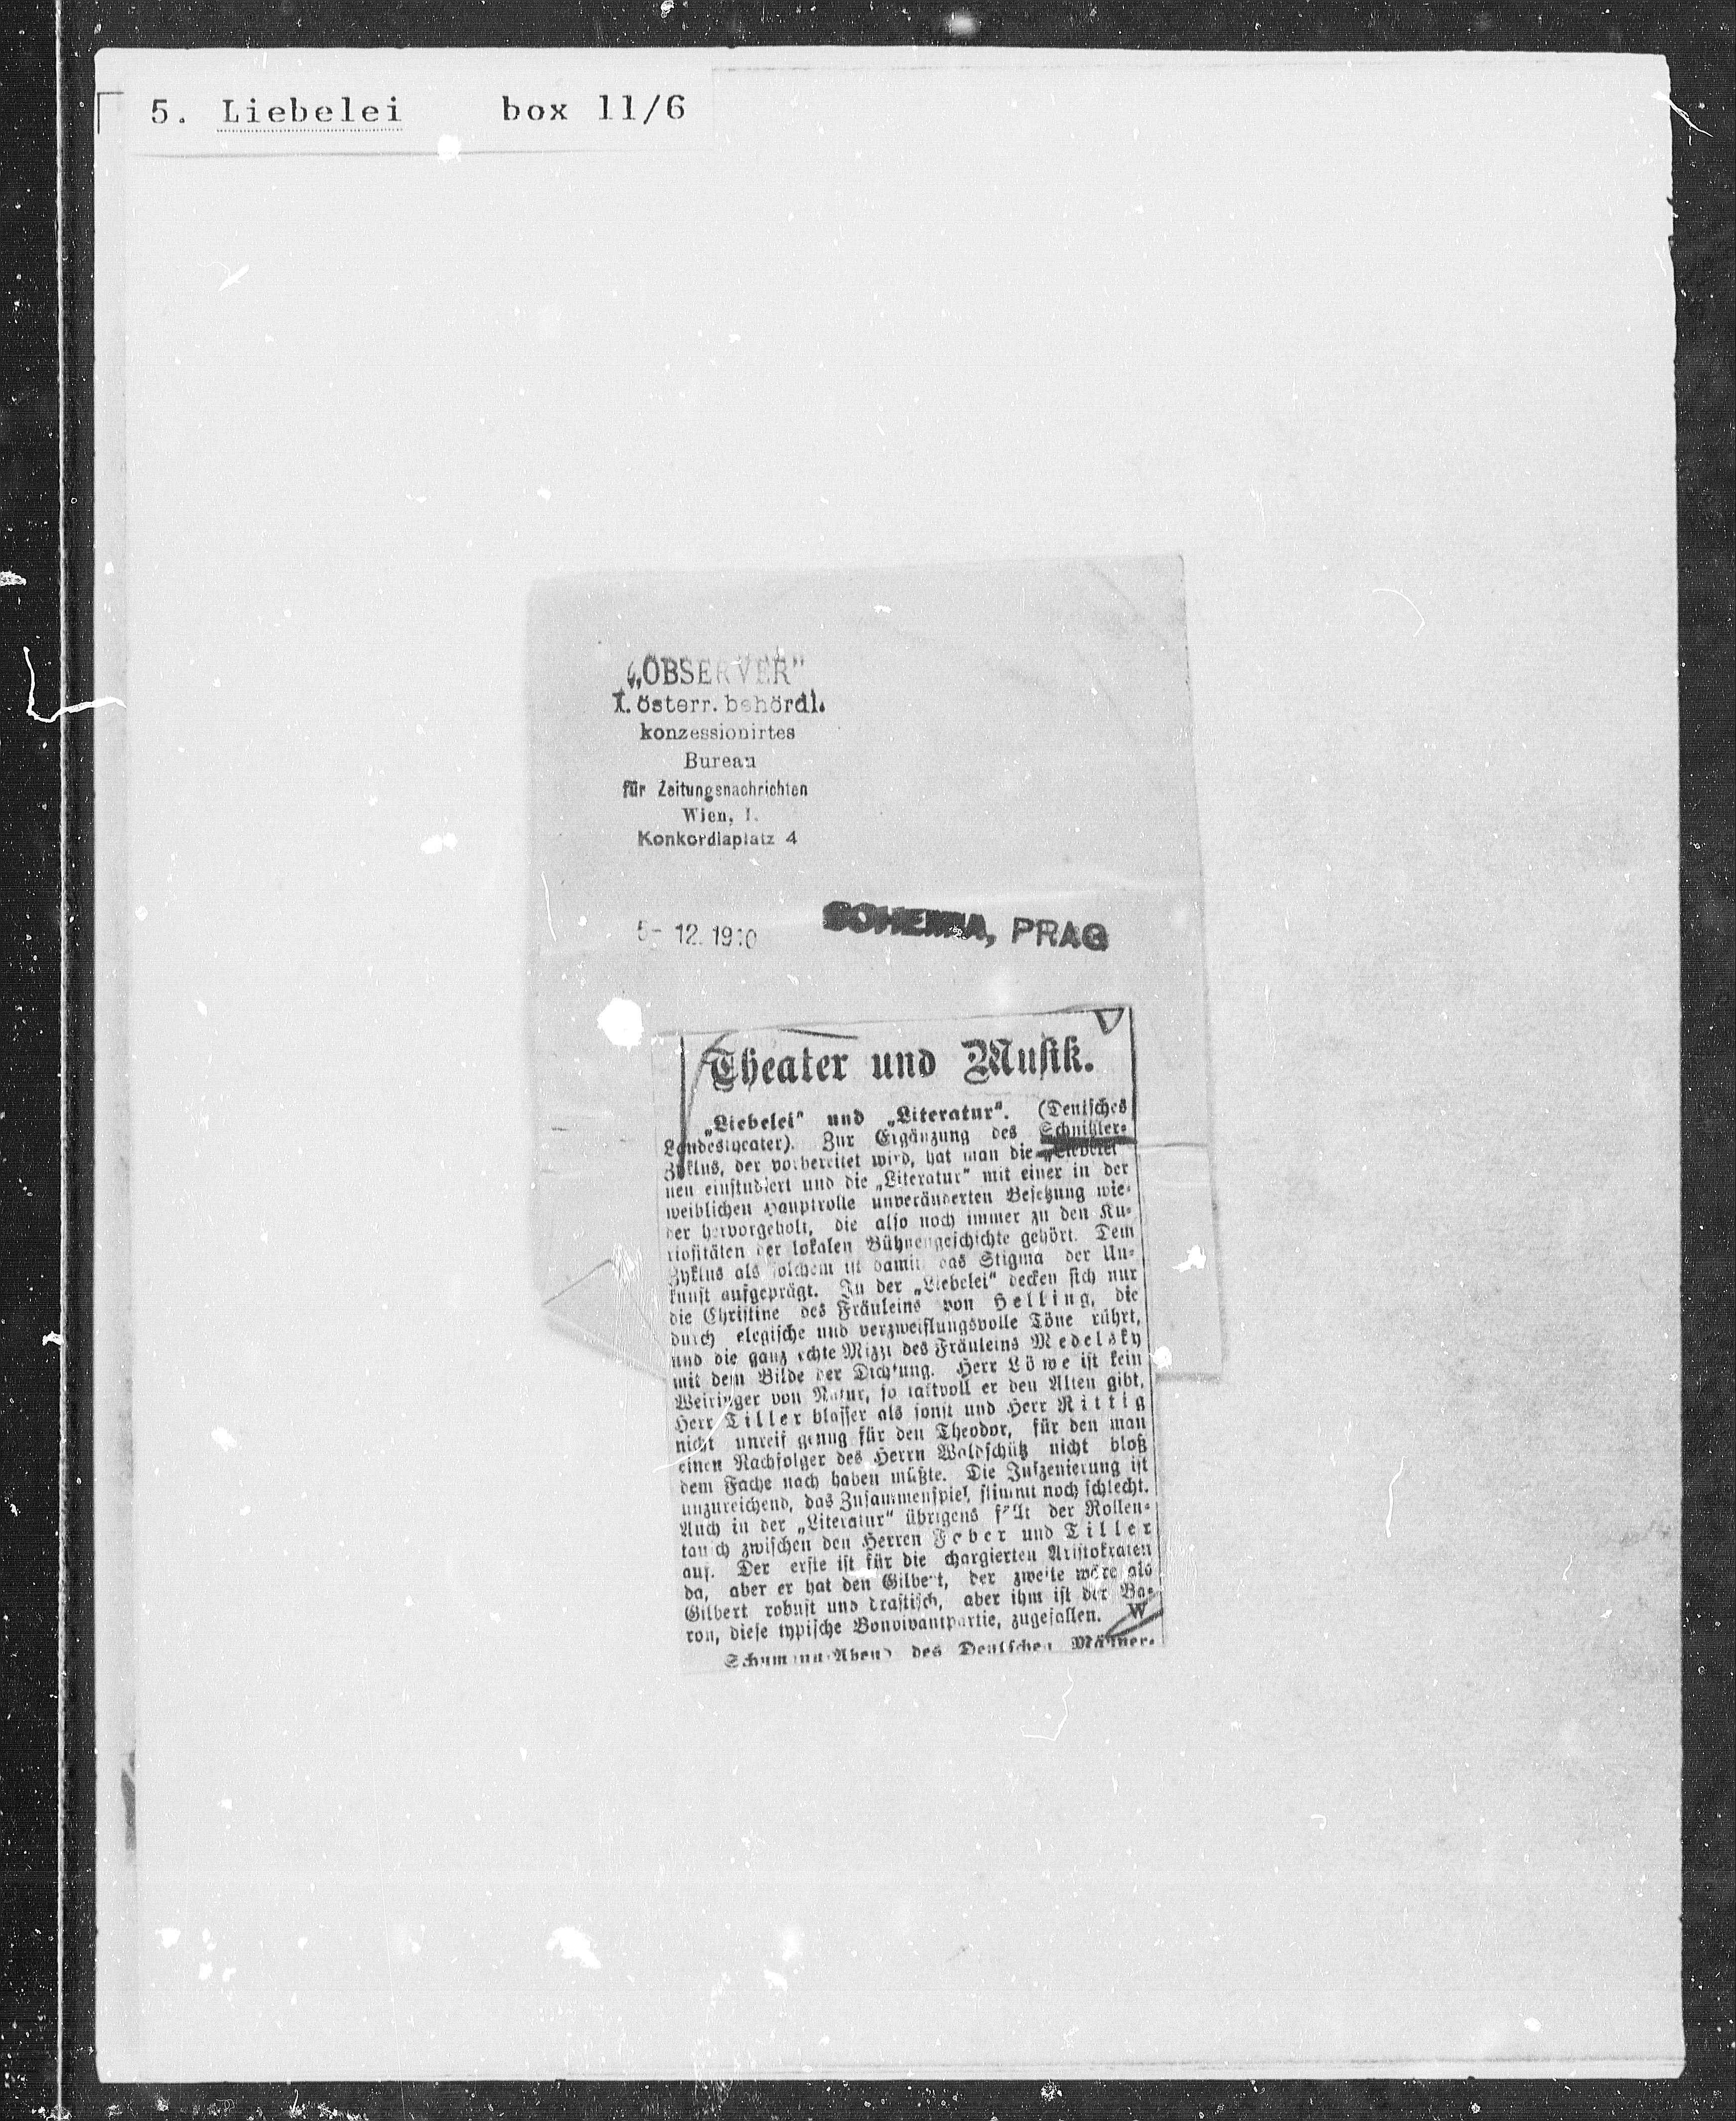 5. Liebelei box 11/6
„OBSERVER"
I. österr. behördl.
konzessionirtes
Bureau
für Zeitungsnachrichten
Wien, I.
Konkordiaplatz 4
5- 12. 1910 BOHEMIA, PRAG
Theater und Musik.
„Liebelei" und „Literatur". (Deutsches
Landestheater). Zur Ergänzung des Schnitzler-
Zyklus, der vorbereitet wird, hat man die „Liebelei"
neu einstudiert und die „Literatur" mit einer in der
weiblichen Hauptrolle unveränderten Besetzung wie-
der hervorgeholt, die also noch immer zu den Ku-
riositäten der lokalen Bühnengeschichte gehört. Dem
Zyklus als solchem ist damit das Stigma der Un-
kunst aufgeprägt. In der „Liebelei" decken sich nur
die Christine des Fräuleins von Helling, die
durch elegische und verzweiflungsvolle Töne rührt,
und die ganz echte Mizzi des Fräuleins Medelsky
mit dem Bilde der Dichtung. Herr Löwe ist kein
Weiringer von Natur, so taktvoll er den Alten gibt,
Herr Tiller blasser als sonst und Herr Rittig
nicht unreif genug für den Theodor, für den man
einen Nachfolger des Herrn Waldschütz nicht bloß
dem Fache nach haben müßte. Die Inszenierung ist
unzureichend, das Zusammenspiel stimmt noch schlecht.
Auch in der „Literatur" übrigens fällt der Rollen-
tausch zwischen den Herren Feber und Tiller
auf. Der erste ist für die chargierten Aristokraten
da, aber er hat den Gilbert, der zweite wäre als
Gilbert robust und drastisch, aber ihm ist der Ba-
ron, diese typische Bonvivantpartie, zugefallen. W
Schumann-Abend des Deutschen Männer-